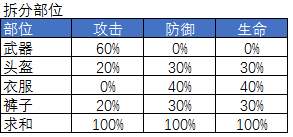 拆分部位
部位 攻击 防御 生命
武器 60% 0% 0%
头盔 20% 30% 30%
衣服 0% 40% 40%
裤子 20% 30% 30%
求和 100% 100% 100%